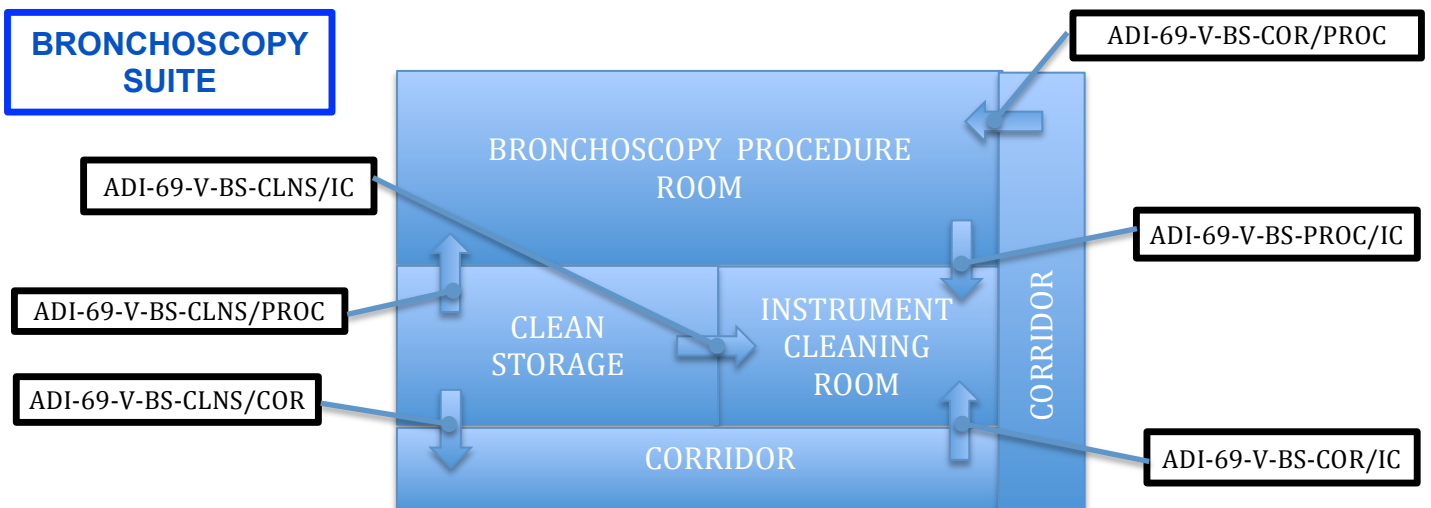 BRONCHOSCOPY
SUITE
ADI-69-V-BS-COR/PROC
BRONCHOSCOPY PROCEDURE
ROOM
ADI-69-V-BS-CLNS/IC
ADI-69-V-BS-PROC/IC
ADI-69-V-BS-CLNS/PROC
CLEAN
STORAGE
INSTRUMENT
CLEANING
ROOM
CORRIDOR
ADI-69-V-BS-CLNS/COR
CORRIDOR
ADI-69-V-BS-COR/IC